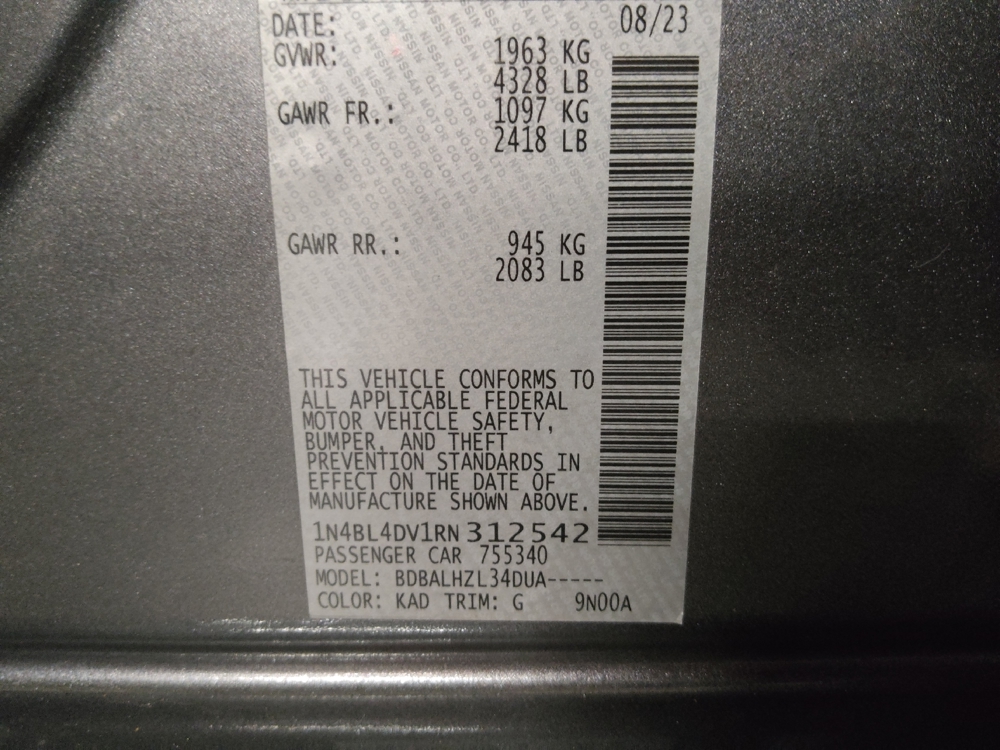 DATE: 08/23
GVWR: 1963 KG
4328 LB
GAWR FR.: 1097 KG
2418 LB
GAWR RR.: 945 KG
2083 LB
THIS VEHICLE CONFORMS TO
ALL APPLICABLE FEDERAL
MOTOR VEHICLE SAFETY,
BUMPER, AND THEFT
PREVENTION STANDARDS IN
EFFECT ON THE DATE OF
MANUFACTURE SHOWN ABOVE.
1N4BL4DV1RN312542
PASSENGER CAR 755340
MODEL: BDBALHZL34DUA-----
COLOR: KAD TRIM: G 9N00A